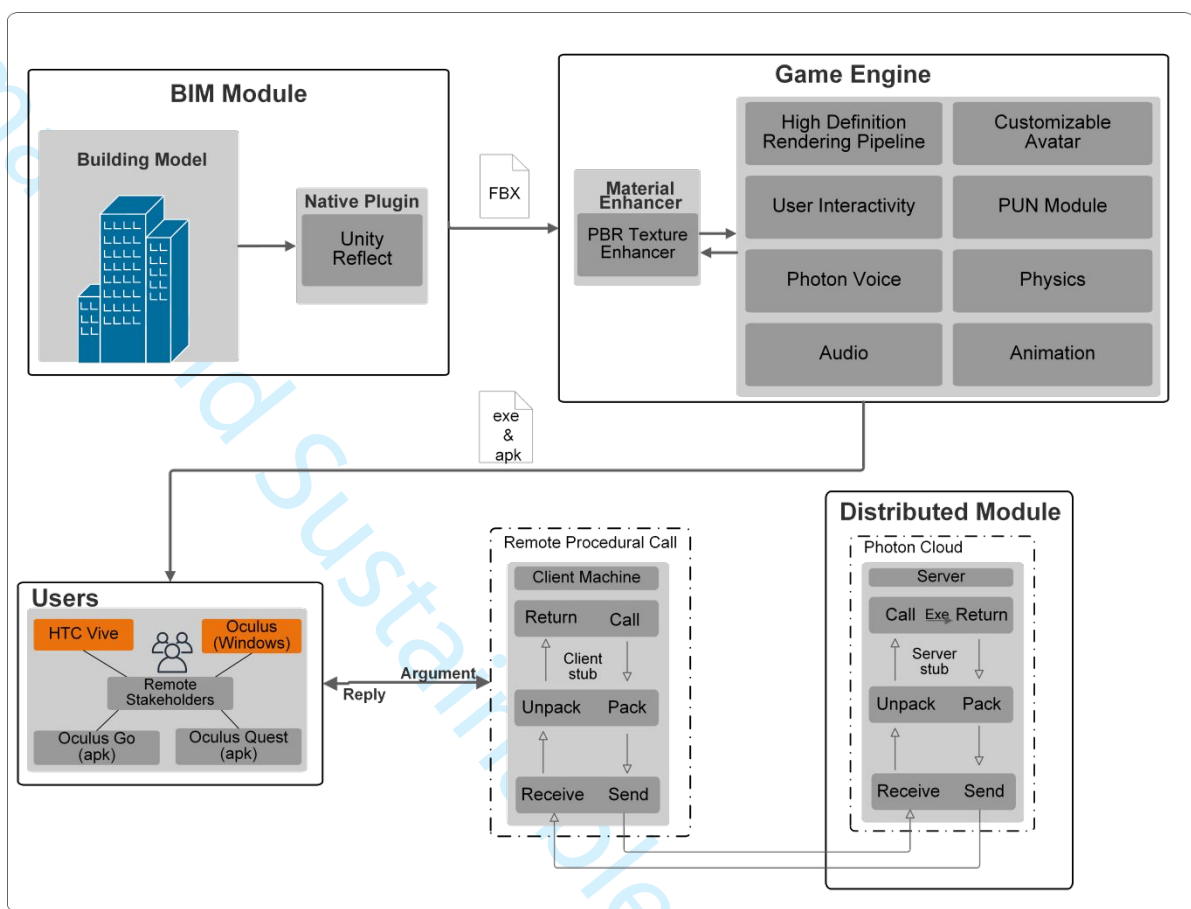 BIM Module
Building Model
Native Plugin
Unity
Reflect
FBX
Game Engine
Material
Enhancer
PBR Texture
Enhancer
High Definition
Rendering Pipeline
Customizable
Avatar
User Interactivity
PUN Module
Photon Voice
Physics
Audio
Animation
exe
&
apk
Users
HTC Vive
Oculus
(Windows)
Remote
Stakeholders
Oculus Go
(apk)
Oculus Quest
(apk)
Argument
Reply
Remote Procedural Call
Client Machine
Return Call
Client
stub
Unpack Pack
Receive Send
Distributed Module
Photon Cloud
Server
Call Exe Return
Server
stub
Unpack Pack
Receive Send
nd Sustainable